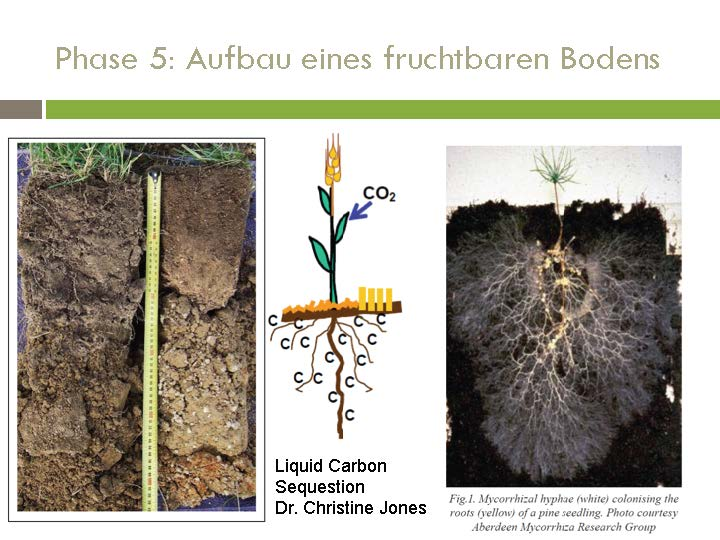 Phase 5: Aufbau eines fruchtbaren Bodens
CO₂
C C
C C C C
C C
C C C
C
Liquid Carbon
Sequestion
Dr. Christine Jones
Fig.1. Mycorrhizal hyphae (white) colonising the
roots (yellow) of a pine seedling. Photo courtesy
Aberdeen Mycorrhiza Research Group